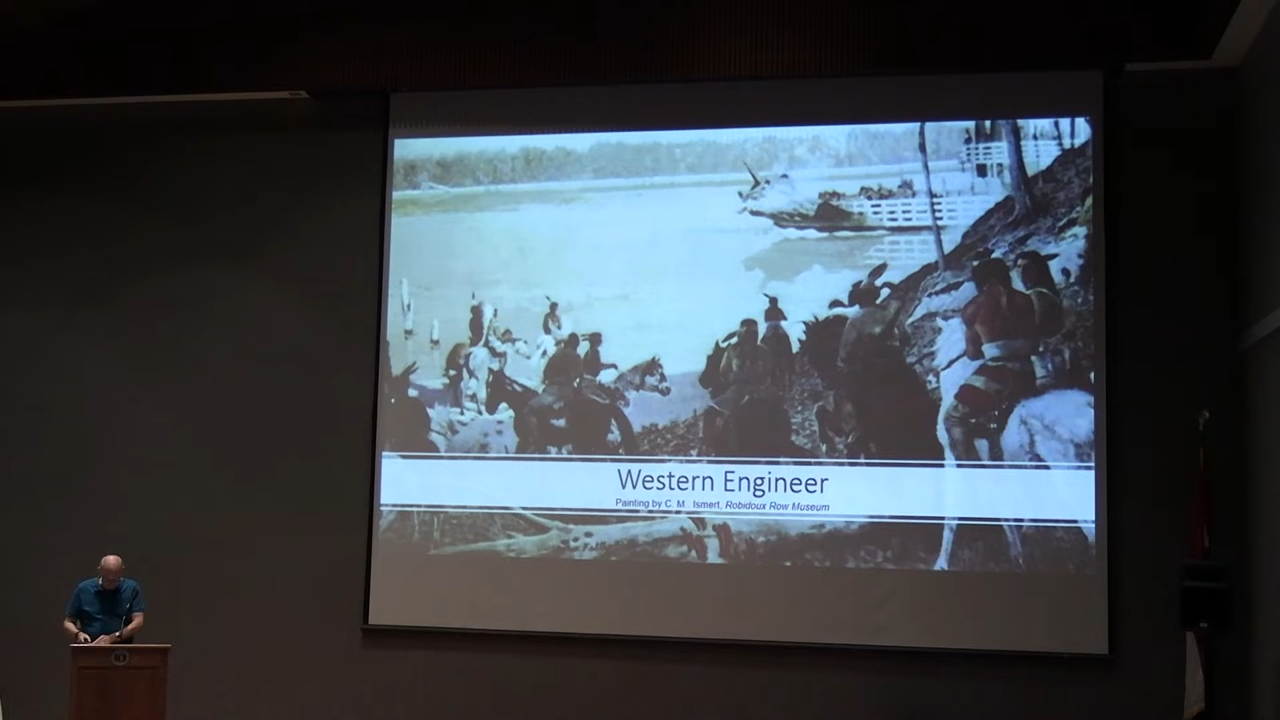 Western Engineer
Painting by C. M. Ismert, Robidoux Row Museum